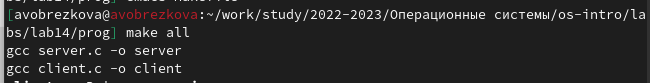 [avobrezkova@avobrezkova:~/work/study/2022-2023/Операционные системы/os-intro/la
bs/lab14/prog] make all
gcc server.c -o server
gcc client.c -o client